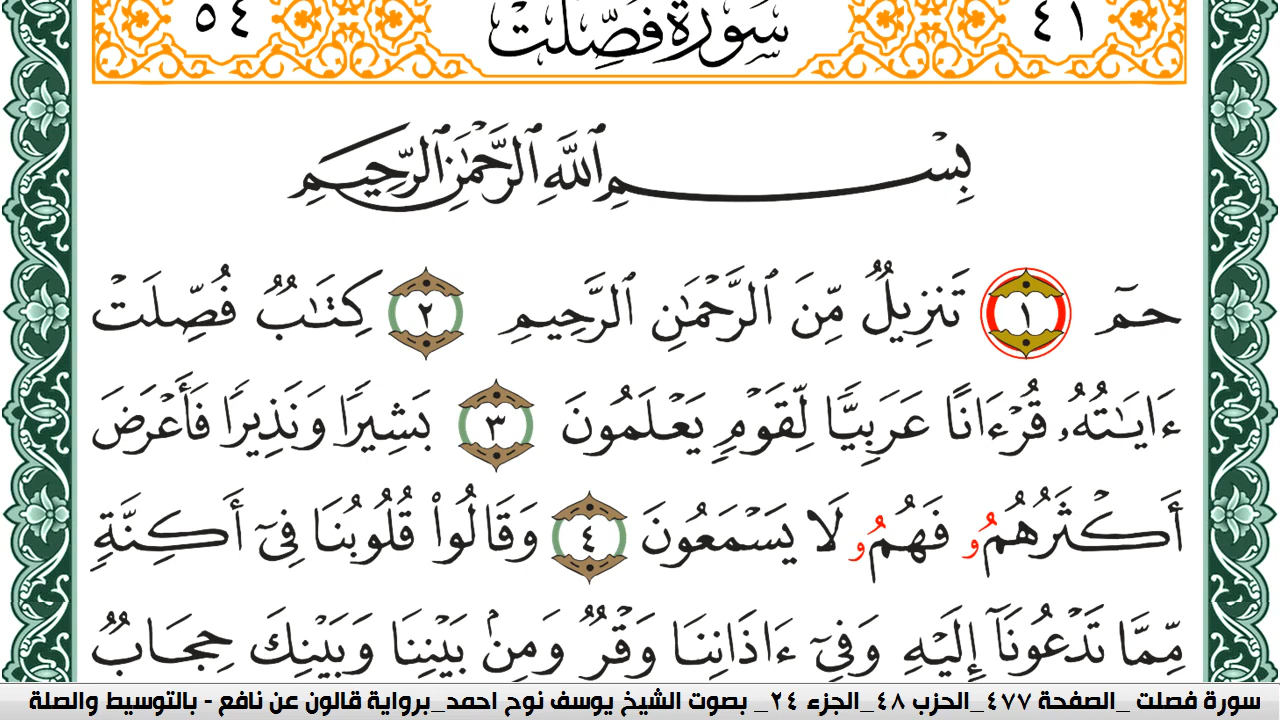 ٤١ سورة فصلت ٥٤
بِسْمِ ٱللَّهِ ٱلرَّحْمَٰنِ ٱلرَّحِيمِ
حمٓ ١ تَنزِيلٌ مِّنَ ٱلرَّحْمَٰنِ ٱلرَّحِيمِ ٢ كِتَٰبٌ فُصِّلَتْ
ءَايَٰتُهُۥ قُرْءَانًا عَرَبِيًّا لِّقَوْمٍ يَعْلَمُونَ ٣ بَشِيرًا وَنَذِيرًا فَأَعْرَضَ
أَكْثَرُهُمُۥ فَهُمُۥ لَا يَسْمَعُونَ ٤ وَقَالُوا۟ قُلُوبُنَا فِىٓ أَكِنَّةٍ
مِّمَّا تَدْعُونَآ إِلَيْهِ وَفِىٓ ءَاذَانِنَا وَقْرٌ وَمِنۢ بَيْنِنَا وَبَيْنِكَ حِجَابٌ
سورة فصلت _الصفحة ٤٧٧_الحزب ٤٨_الجزء ٢٤_ بصوت الشيخ يوسف نوح احمد_برواية قالون عن نافع - بالتوسيط والصلة